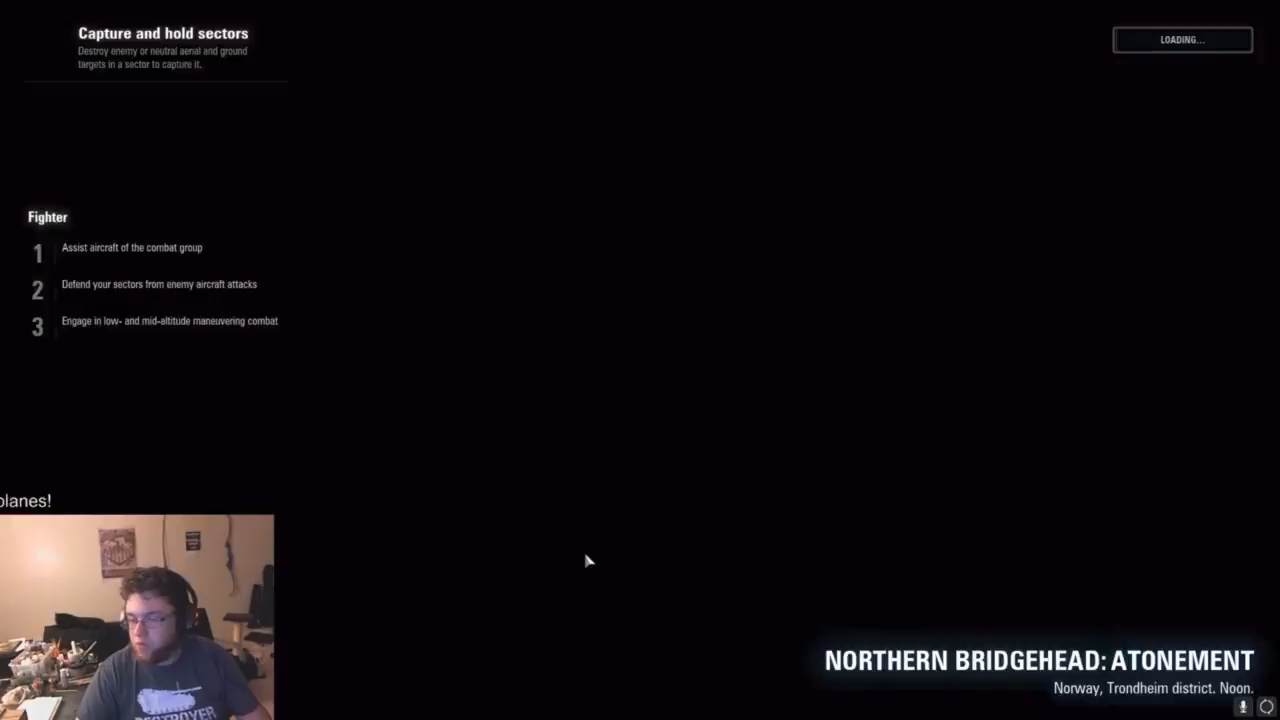 Capture and hold sectors
Destroy enemy or neutral aerial and ground
targets in a sector to capture it.
LOADING...
Fighter
1 Assist aircraft of the combat group
2 Defend your sectors from enemy aircraft attacks
3 Engage in low- and mid-altitude maneuvering combat
planes!
DESTROYER
NORTHERN BRIDGEHEAD: ATONEMENT
Norway, Trondheim district. Noon.